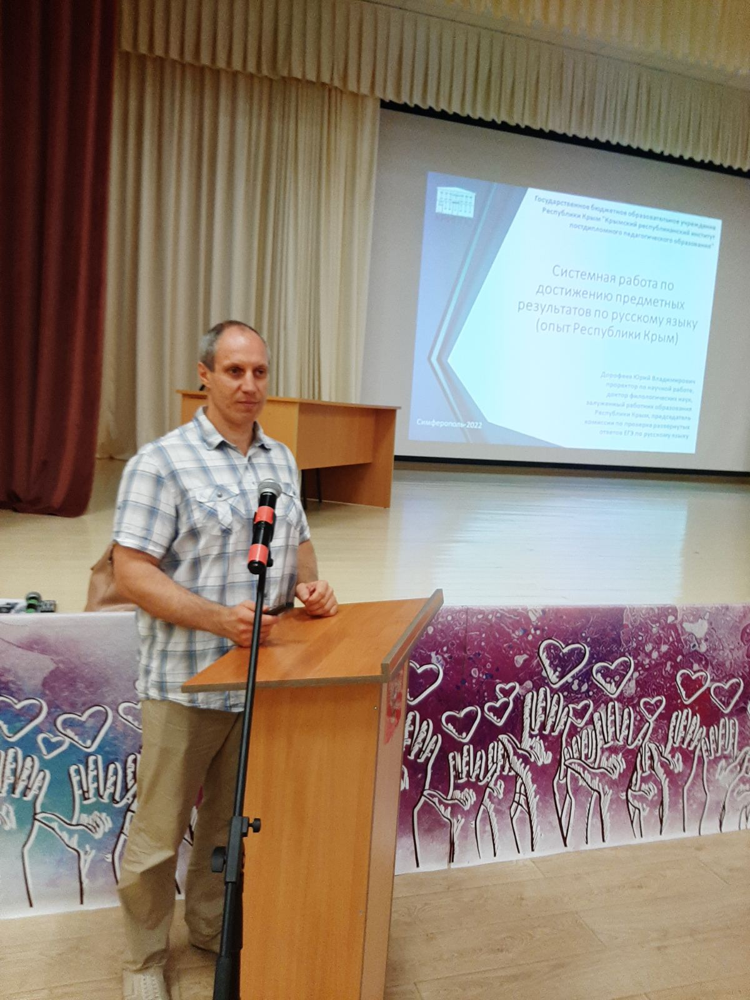 Государственное бюджетное образовательное учреждение
Республики Крым "Крымский республиканский институт
постдипломного педагогического образования"
Системная работа по
достижению предметных
результатов по русскому языку
(опыт Республики Крым)
Дорофеев Юрий Владимирович
проректор по научной работе,
доктор филологических наук,
заслуженный работник образования
Республики Крым, председатель
комиссии по проверке развернутых
ответов ЕГЭ по русскому языку
Симферополь-2022